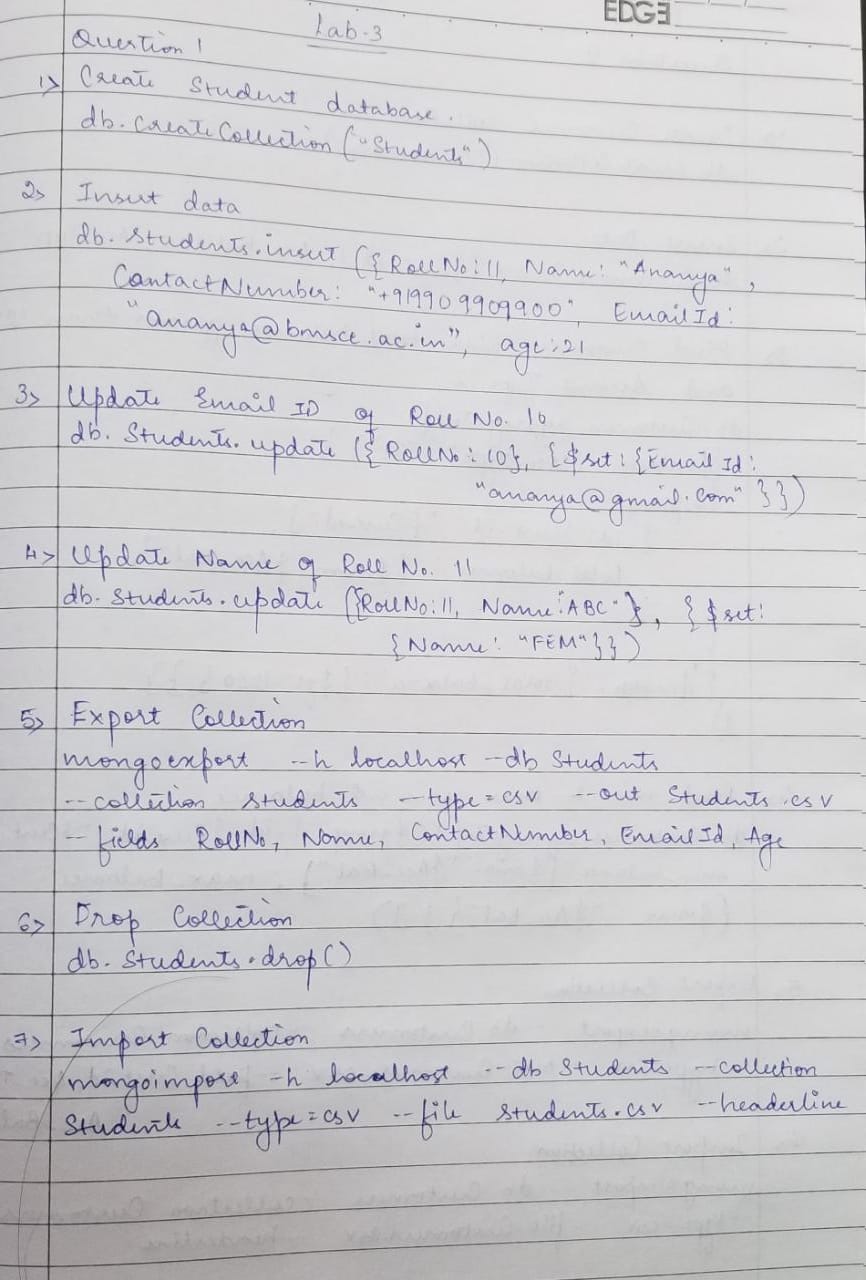 EDGE
Lab-3
Question 1
1> Create Student database.
db.createCollection("Students")
2> Insert data
db.students.insert({RollNo:11, Name: "Ananya",
ContactNumber: "+919909909900", EmailId:
"ananya@bmsce.ac.in", age:21
3> Update Email ID of Roll No. 10
db.Students.update({RollNo:10}, {$set:{Email Id:
"ananya@gmail.com"}})
4> Update Name of Roll No. 11
db.Students.update({RollNo:11, Name:"ABC"}, {$set:
{Name: "FEM"}})
5> Export Collection
mongoexport --h localhost --db Students
--collection students --type=csv --out Students.csv
--fields RollNo, Name, ContactNumber, EmailId, Age
6> Drop Collection
db.Students.drop()
7> Import Collection
mongoimport -h localhost --db Students --collection
Students --type=csv --file students.csv --headerline